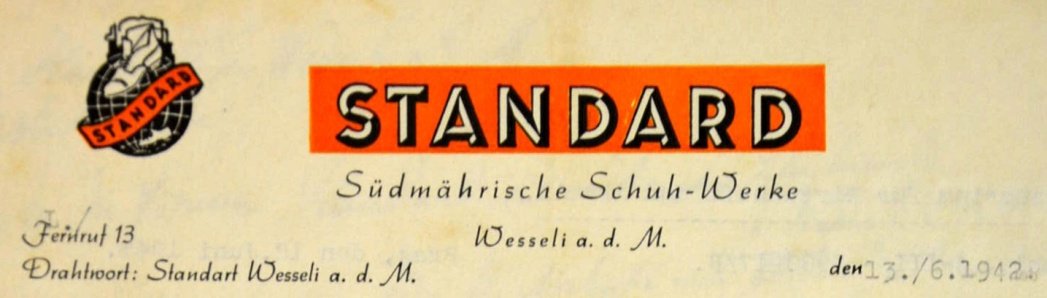 STANDARD
STANDARD
Südmährische Schuh-Werke
Wesseli a. d. M.
Fernruf 13
Drahtwort: Standart Wesseli a. d. M.
den 13./6.1942.